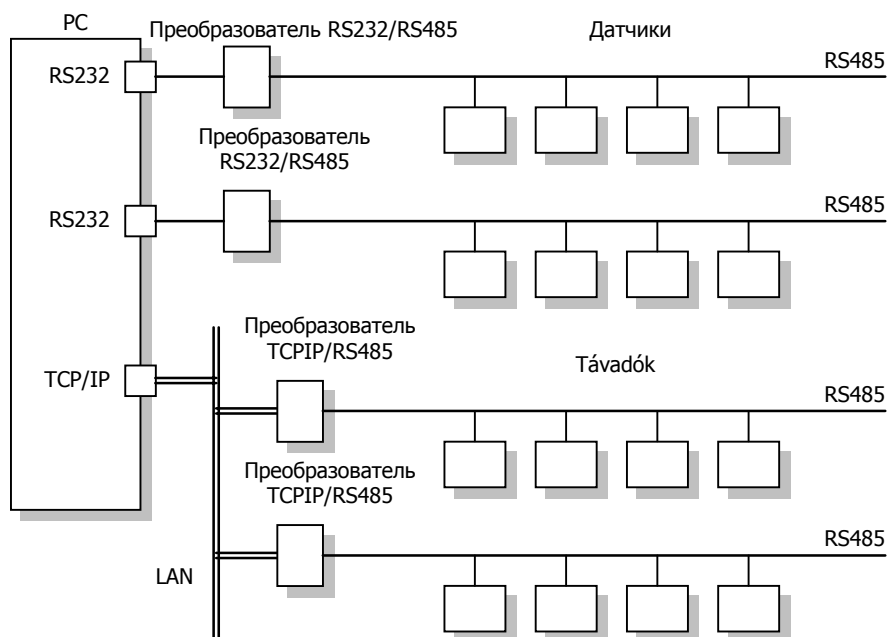 PC
Преобразователь RS232/RS485
Датчики
RS232
RS485
Преобразователь
RS232/RS485
RS232
RS485
Преобразователь
TCPIP/RS485
TCP/IP
Távadók
RS485
Преобразователь
TCPIP/RS485
RS485
LAN